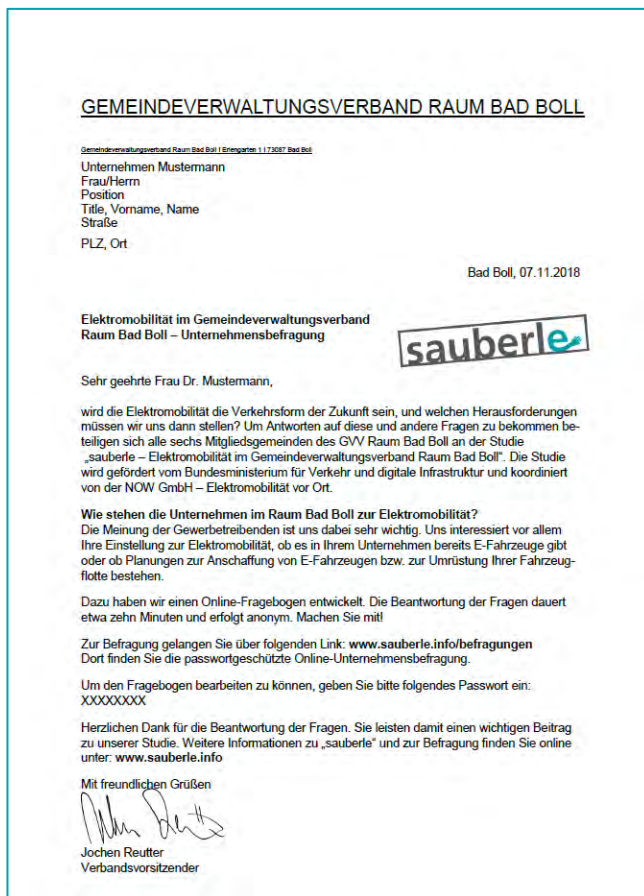 GEMEINDEVERWALTUNGSVERBAND RAUM BAD BOLL
Gemeindeverwaltungsverband Raum Bad Boll I Erlengarten 1 I 73087 Bad Boll
Unternehmen Mustermann
Frau/Herrn
Position
Title, Vorname, Name
Straße
PLZ, Ort
Bad Boll, 07.11.2018
Elektromobilität im Gemeindeverwaltungsverband
Raum Bad Boll – Unternehmensbefragung
sauberle
Sehr geehrte Frau Dr. Mustermann,
wird die Elektromobilität die Verkehrsform der Zukunft sein, und welchen Herausforderungen
müssen wir uns dann stellen? Um Antworten auf diese und andere Fragen zu bekommen be-
teiligen sich alle sechs Mitgliedsgemeinden des GVV Raum Bad Boll an der Studie
„sauberle – Elektromobilität im Gemeindeverwaltungsverband Raum Bad Boll“. Die Studie
wird gefördert vom Bundesministerium für Verkehr und digitale Infrastruktur und koordiniert
von der NOW GmbH – Elektromobilität vor Ort.
Wie stehen die Unternehmen im Raum Bad Boll zur Elektromobilität?
Die Meinung der Gewerbetreibenden ist uns dabei sehr wichtig. Uns interessiert vor allem
Ihre Einstellung zur Elektromobilität, ob es in Ihrem Unternehmen bereits E-Fahrzeuge gibt
oder ob Planungen zur Anschaffung von E-Fahrzeugen bzw. zur Umrüstung Ihrer Fahrzeug-
flotte bestehen.
Dazu haben wir einen Online-Fragebogen entwickelt. Die Beantwortung der Fragen dauert
etwa zehn Minuten und erfolgt anonym. Machen Sie mit!
Zur Befragung gelangen Sie über folgenden Link: www.sauberle.info/befragungen
Dort finden Sie die passwortgeschützte Online-Unternehmensbefragung.
Um den Fragebogen bearbeiten zu können, geben Sie bitte folgendes Passwort ein:
XXXXXXXX
Herzlichen Dank für die Beantwortung der Fragen. Sie leisten damit einen wichtigen Beitrag
zu unserer Studie. Weitere Informationen zu „sauberle“ und zur Befragung finden Sie online
unter: www.sauberle.info
Mit freundlichen Grüßen
Jochen Reutter
Verbandsvorsitzender